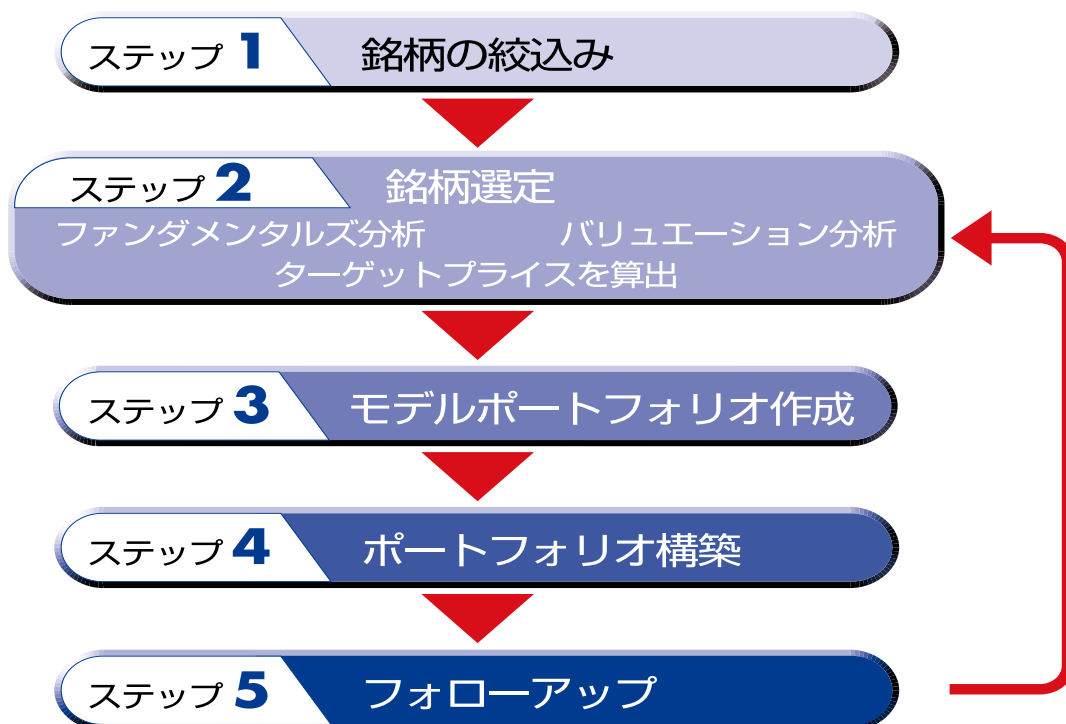 ステップ 1 銘柄の絞込み
ステップ 2 銘柄選定
ファンダメンタルズ分析 バリュエーション分析
ターゲットプライスを算出
ステップ 3 モデルポートフォリオ作成
ステップ 4 ポートフォリオ構築
ステップ 5 フォローアップ